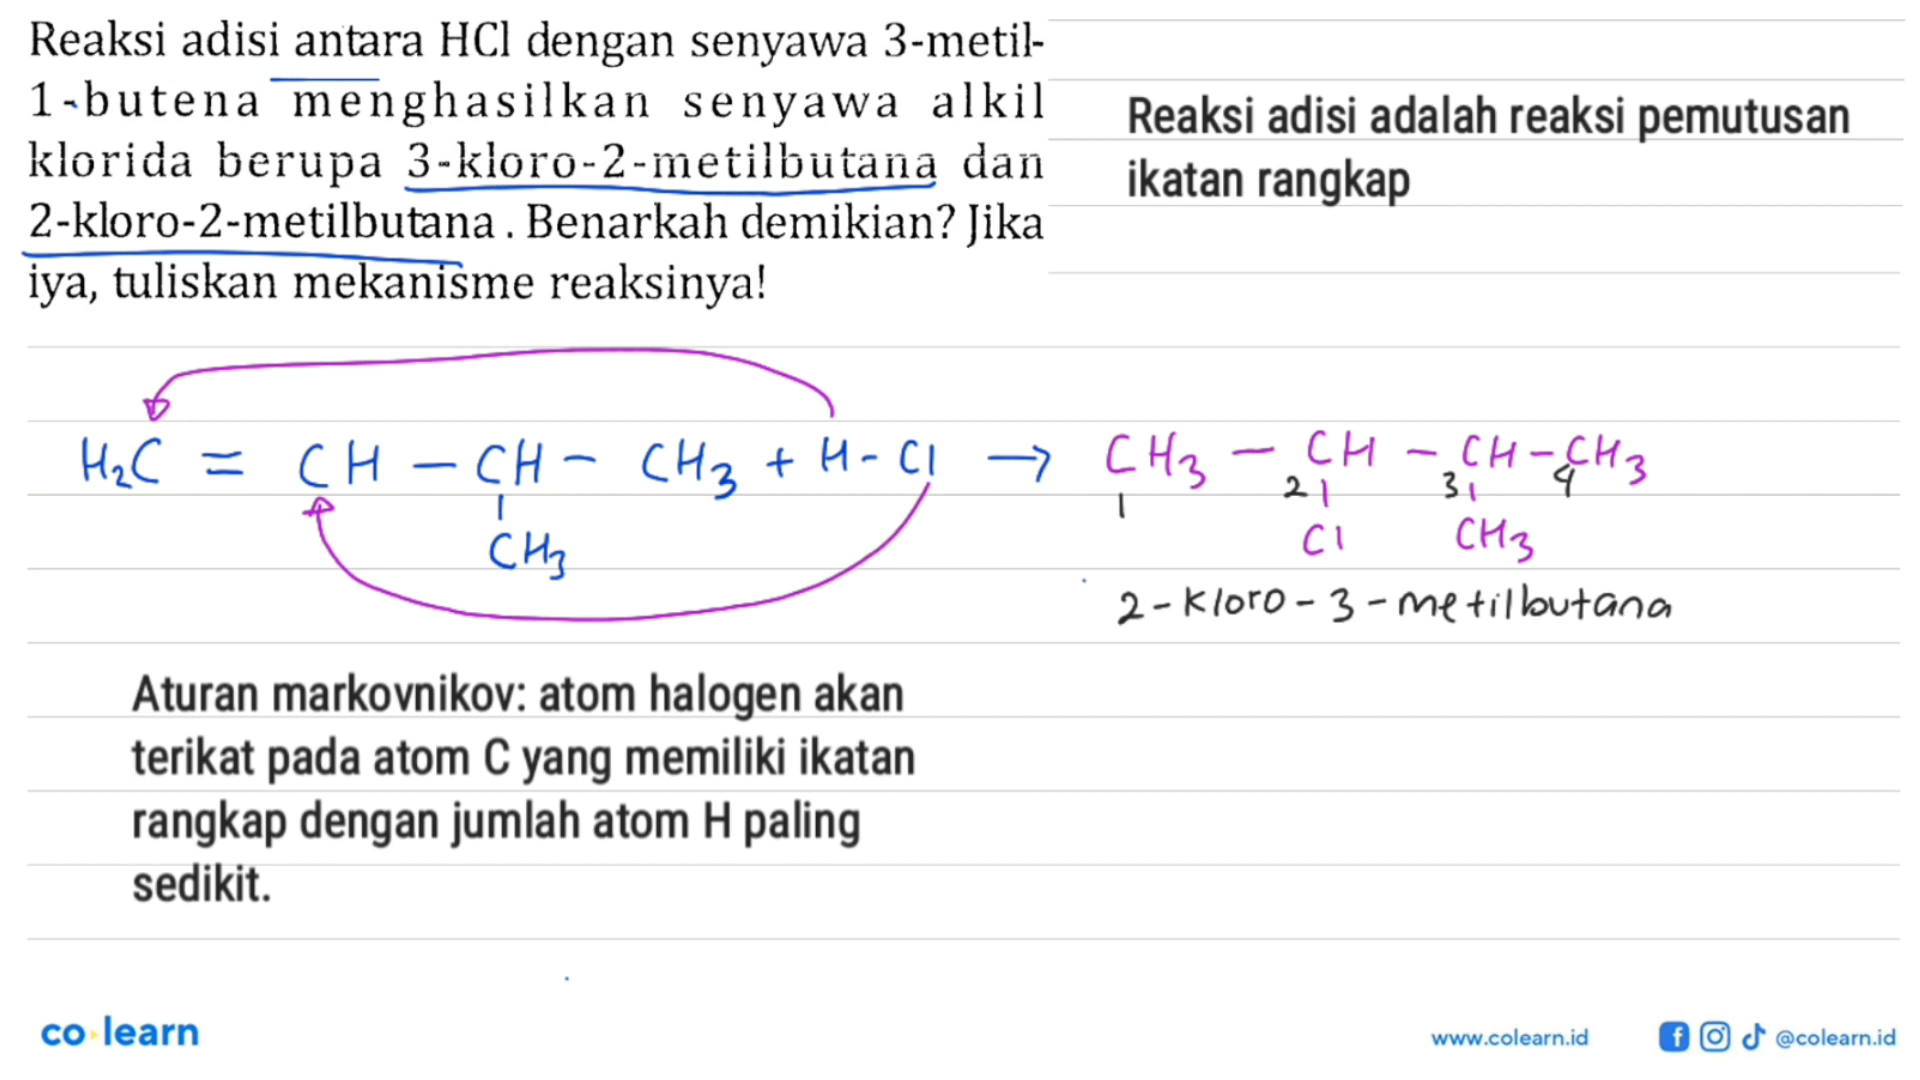 Reaksi adisi antara HCl dengan senyawa 3-metil-
1-butena menghasilkan senyawa alkil
klorida berupa 3-kloro-2-metilbutana dan
2-kloro-2-metilbutana. Benarkah demikian? Jika
iya, tuliskan mekanisme reaksinya!
Reaksi adisi adalah reaksi pemutusan
ikatan rangkap
H₂C = CH - CH - CH₃ + H-Cl → CH₃ - CH - CH - CH₃
1 2 3 4
CH₃ Cl CH₃
2-kloro-3-metilbutana
Aturan markovnikov: atom halogen akan
terikat pada atom C yang memiliki ikatan
rangkap dengan jumlah atom H paling
sedikit.
co learn
www.colearn.id
@colearn.id